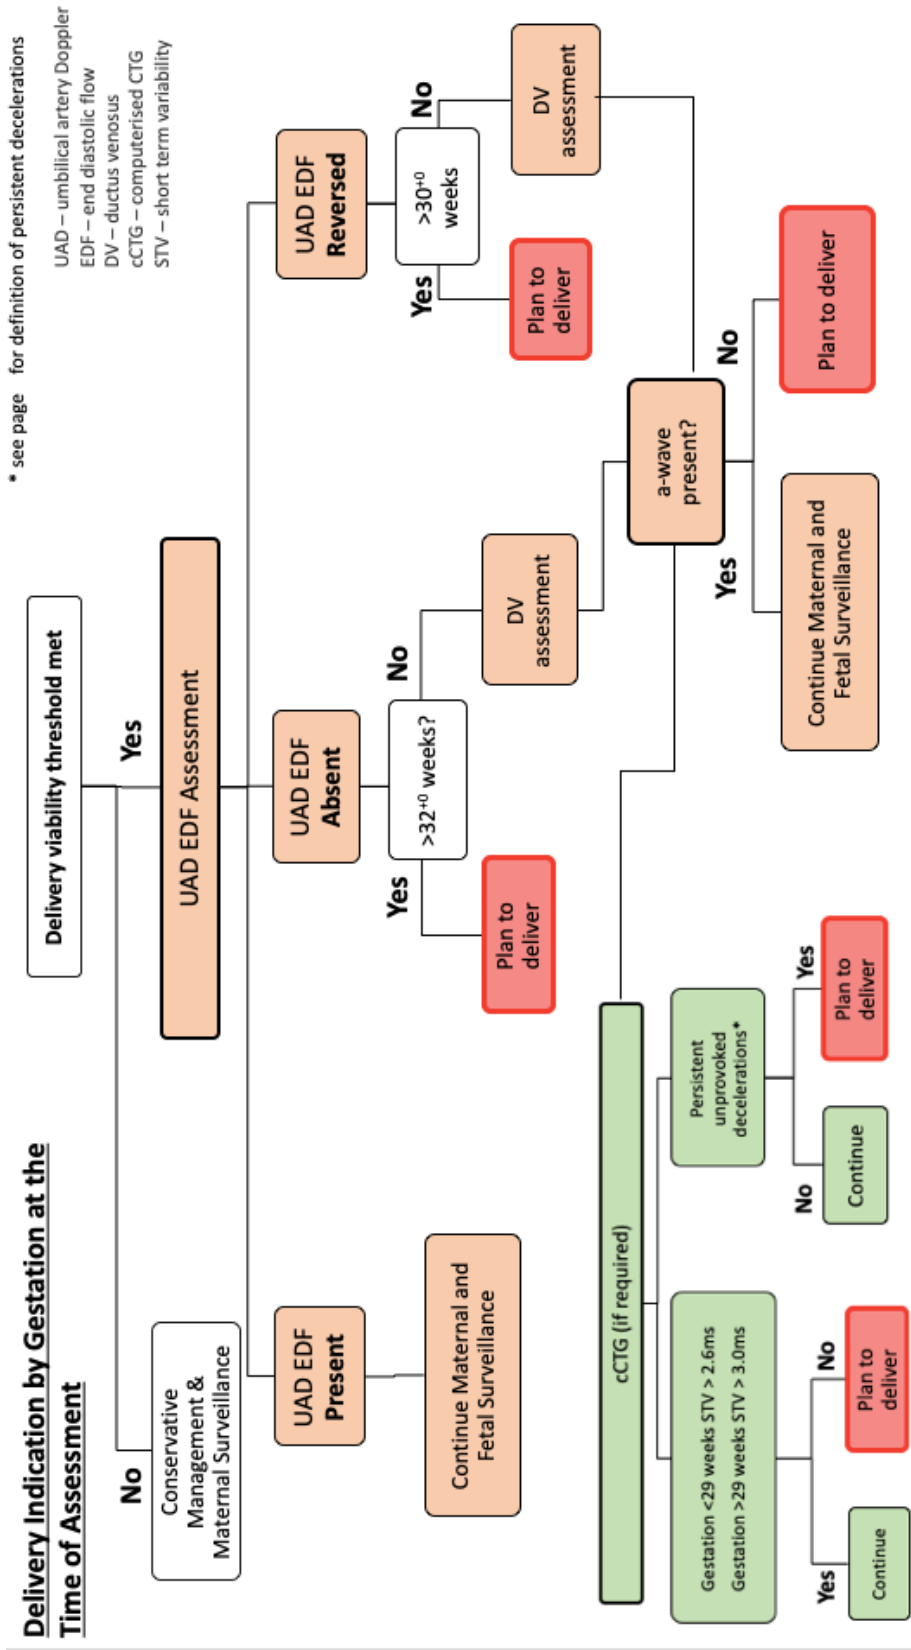 Delivery Indication by Gestation at the
Time of Assessment
* see page for definition of persistent decelerations
UAD – umbilical artery Doppler
EDF – end diastolic flow
DV – ductus venosus
cCTG – computerised CTG
STV – short term variability
Delivery viability threshold met
No
Yes
Conservative
Management &
Maternal Surveillance
UAD EDF Assessment
UAD EDF
Present
UAD EDF
Absent
UAD EDF
Reversed
Continue Maternal and
Fetal Surveillance
>32⁺⁰ weeks?
Yes
No
Plan to
deliver
DV
assessment
>30⁺⁰
weeks
Yes
No
Plan to
deliver
DV
assessment
a-wave
present?
Yes
No
Continue Maternal and
Fetal Surveillance
Plan to deliver
cCTG (if required)
Gestation <29 weeks STV > 2.6ms
Gestation >29 weeks STV > 3.0ms
Yes
No
Continue
Plan to
deliver
Persistent
unprovoked
decelerations*
No
Yes
Continue
Plan to
deliver